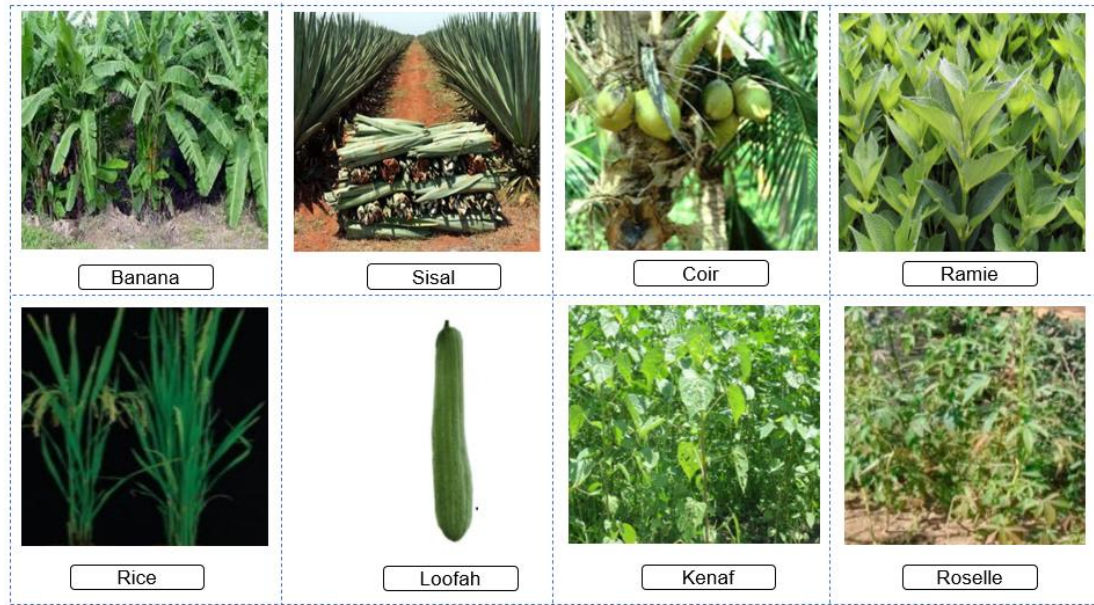 Banana
Sisal
Coir
Ramie
Rice
Loofah
Kenaf
Roselle